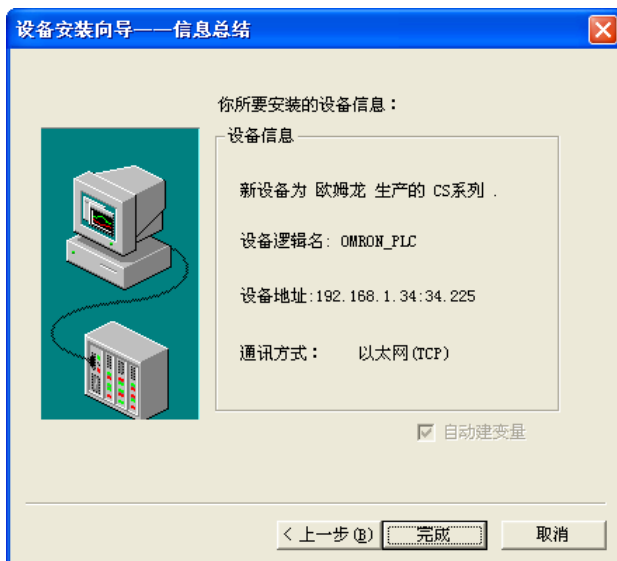 设备安装向导——信息总结
你所要安装的设备信息：
设备信息
新设备为 欧姆龙 生产的 CS系列 .
设备逻辑名: OMRON_PLC
设备地址:192.168.1.34:34.225
通讯方式： 以太网(TCP)
自动建变量
< 上一步(B) 完成 取消